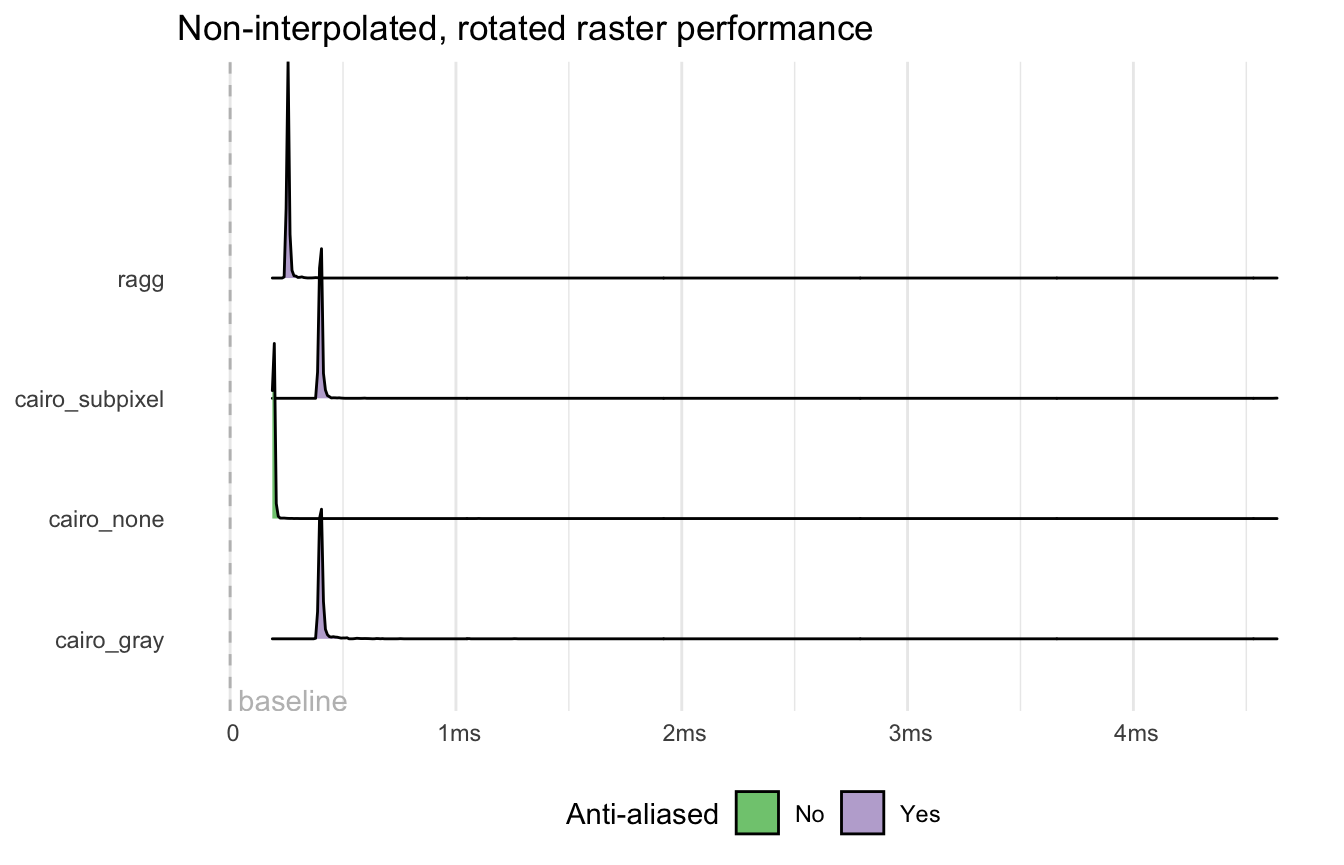 Non-interpolated, rotated raster performance
ragg
cairo_subpixel
cairo_none
cairo_gray
baseline
0 1ms 2ms 3ms 4ms
Anti-aliased No Yes